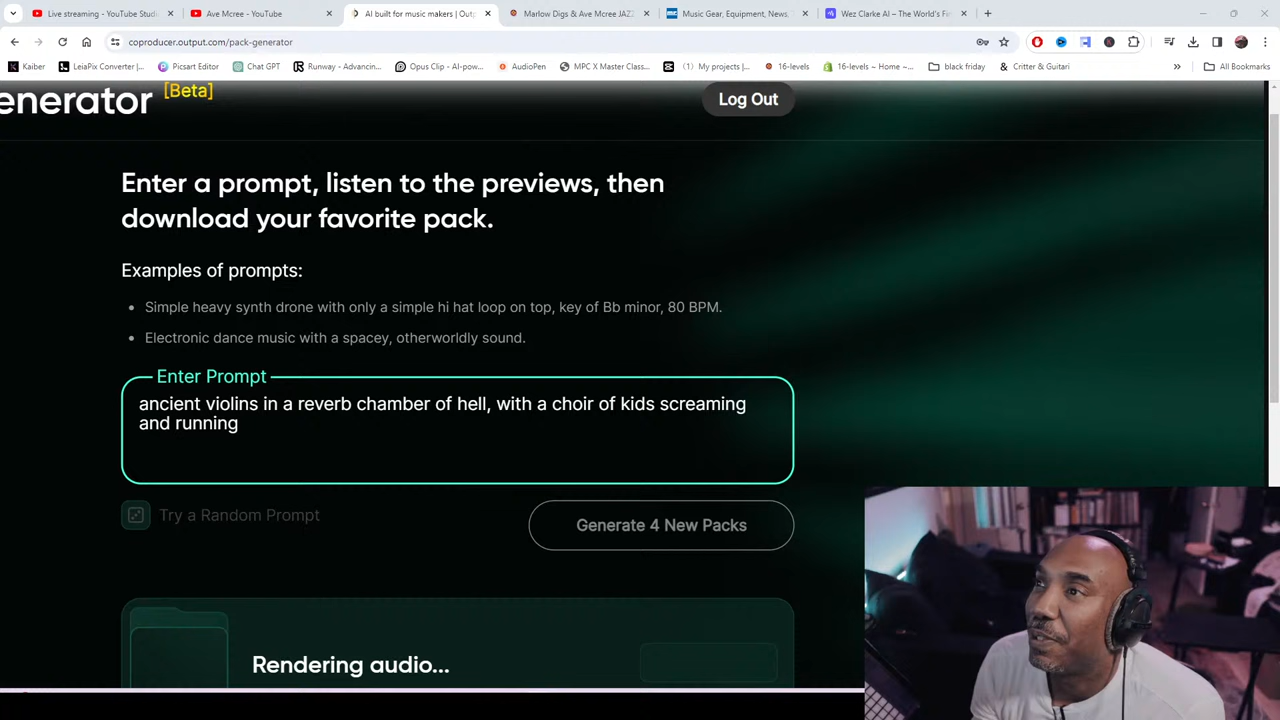 Live streaming - YouTube Studi
Ave Mcree - YouTube
AI built for music makers | Outp
Marlow Digs & Ave Mcree JAZZ
Music Gear, Equipment, News,
Wez Clarke AI – The World's Fi
coproducer.output.com/pack-generator
Kaiber
LeiaPix Converter |...
Picsart Editor
Chat GPT
Runway - Advancin...
Opus Clip - AI-pow...
AudioPen
MPC X Master Class...
(1) My projects |...
16-levels
16-levels ~ Home ~...
black friday
Critter & Guitari
All Bookmarks
enerator [Beta]
Log Out
Enter a prompt, listen to the previews, then
download your favorite pack.
Examples of prompts:
• Simple heavy synth drone with only a simple hi hat loop on top, key of Bb minor, 80 BPM.
• Electronic dance music with a spacey, otherworldly sound.
Enter Prompt
ancient violins in a reverb chamber of hell, with a choir of kids screaming
and running
Try a Random Prompt
Generate 4 New Packs
Rendering audio...